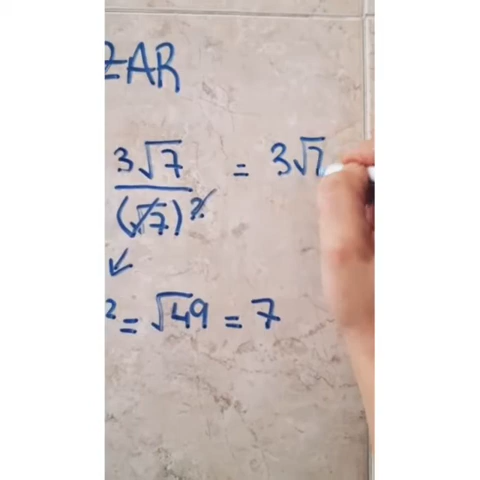 ZAR
3√7 / (√7)² = 3√7
² = √49 = 7